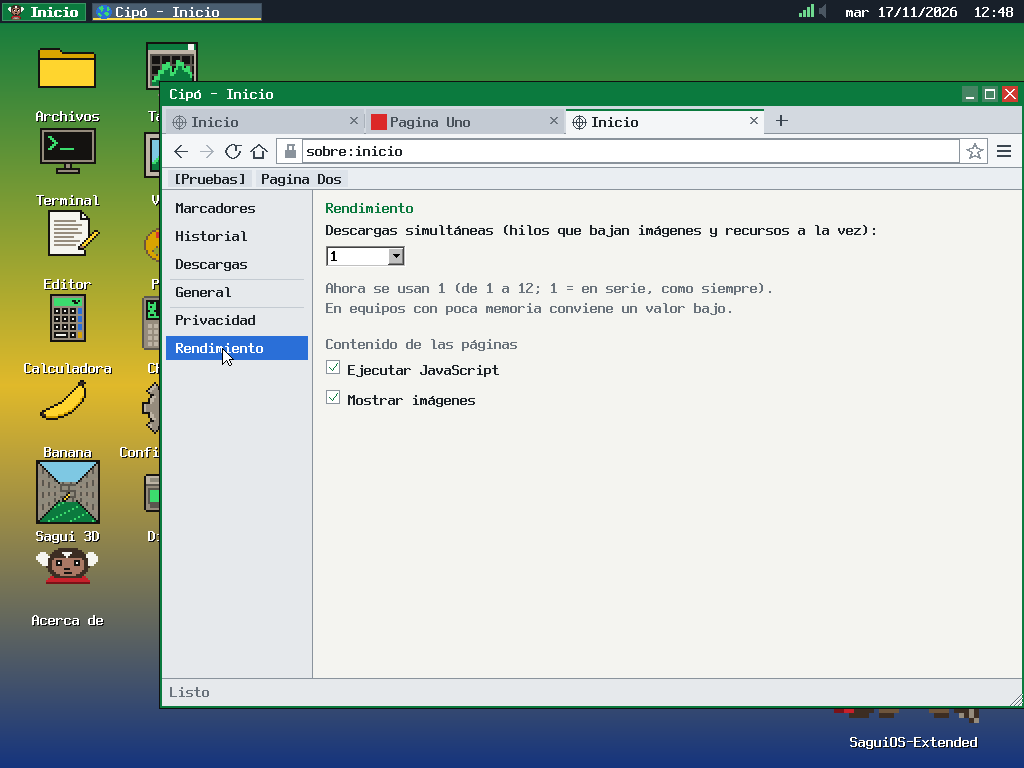 Inicio
Cipó - Inicio
mar 17/11/2026 12:48
Archivos
Terminal
Editor
Calculadora
Banana
Sagui 3D
Acerca de
Cipó - Inicio
Inicio
Pagina Uno
Inicio
sobre:inicio
[Pruebas] Pagina Dos
Marcadores
Historial
Descargas
General
Privacidad
Rendimiento
Rendimiento
Descargas simultáneas (hilos que bajan imágenes y recursos a la vez):
1
Ahora se usan 1 (de 1 a 12; 1 = en serie, como siempre).
En equipos con poca memoria conviene un valor bajo.
Contenido de las páginas
Ejecutar JavaScript
Mostrar imágenes
Listo
SaguiOS-Extended